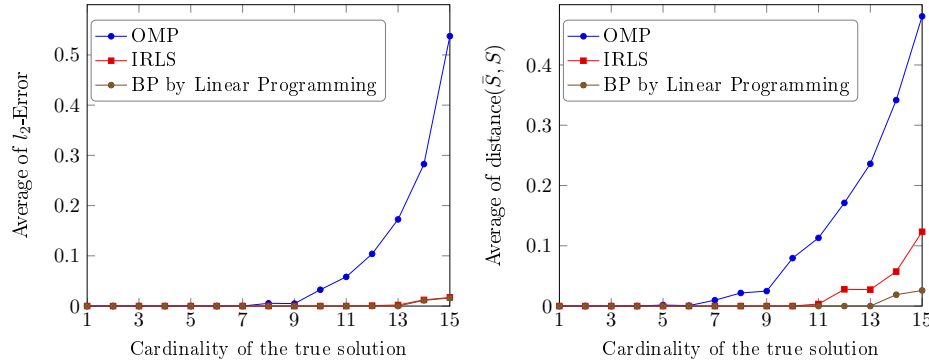 OMP
IRLS
BP by Linear Programming
0.5
0.4
0.3
0.2
0.1
0
1 3 5 7 9 11 13 15
Average of l₂-Error
Cardinality of the true solution
OMP
IRLS
BP by Linear Programming
0.4
0.3
0.2
0.1
0
1 3 5 7 9 11 13 15
Average of distance(S̄, S)
Cardinality of the true solution